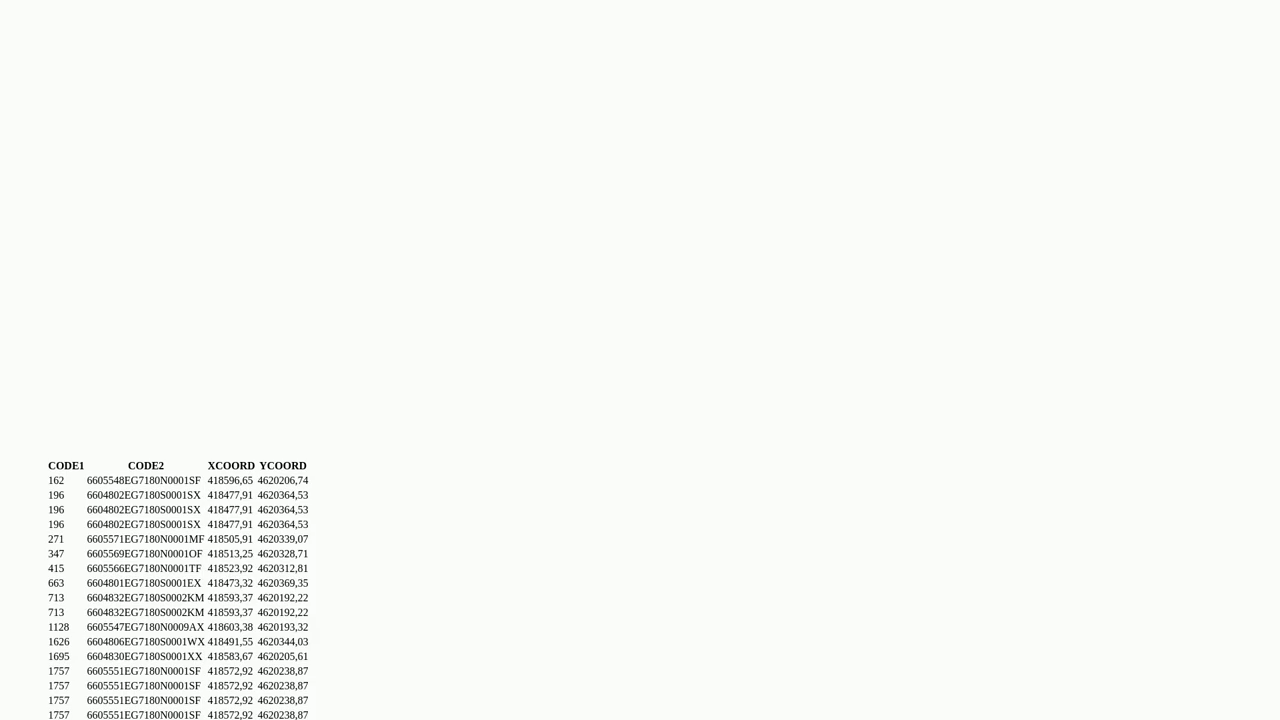 CODE1 CODE2 XCOORD YCOORD
162 6605548EG7180N0001SF 418596,65 4620206,74
196 6604802EG7180S0001SX 418477,91 4620364,53
196 6604802EG7180S0001SX 418477,91 4620364,53
196 6604802EG7180S0001SX 418477,91 4620364,53
271 6605571EG7180N0001MF 418505,91 4620339,07
347 6605569EG7180N0001OF 418513,25 4620328,71
415 6605566EG7180N0001TF 418523,92 4620312,81
663 6604801EG7180S0001EX 418473,32 4620369,35
713 6604832EG7180S0002KM 418593,37 4620192,22
713 6604832EG7180S0002KM 418593,37 4620192,22
1128 6605547EG7180N0009AX 418603,38 4620193,32
1626 6604806EG7180S0001WX 418491,55 4620344,03
1695 6604830EG7180S0001XX 418583,67 4620205,61
1757 6605551EG7180N0001SF 418572,92 4620238,87
1757 6605551EG7180N0001SF 418572,92 4620238,87
1757 6605551EG7180N0001SF 418572,92 4620238,87
1757 6605551EG7180N0001SF 418572,92 4620238,87